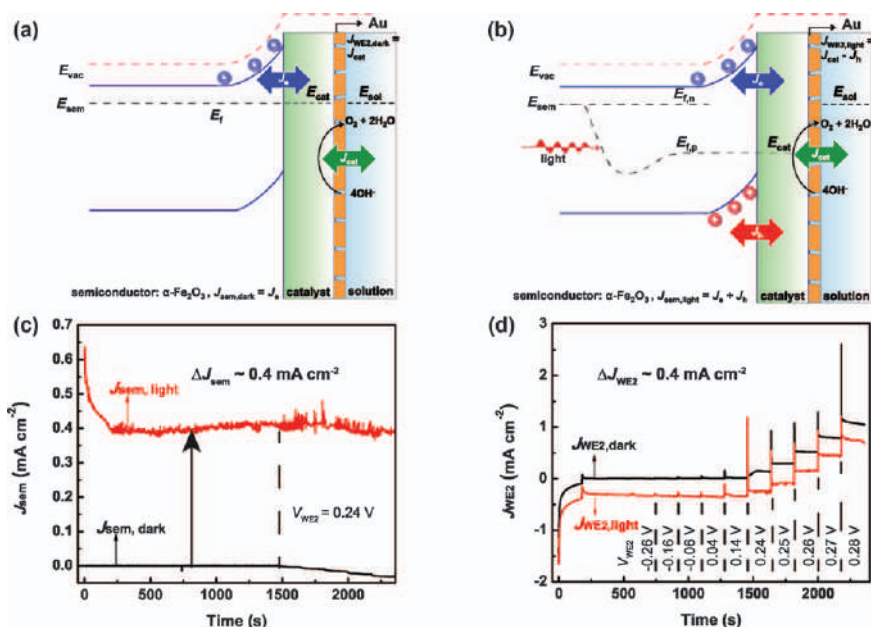 (a)
Au
J_WE2,dark =
J_cat
E_vac
J_e
E_sem
E_cat
E_sol
E_f
O₂ + 2H₂O
J_cat
4OH⁻
semiconductor: α-Fe₂O₃, J_sem,dark = J_e
catalyst
solution
(b)
Au
J_WE2,light =
J_cat - J_h
E_vac
J_e
E_sem
E_f,n
E_sol
O₂ + 2H₂O
light
E_f,p
E_cat
J_cat
4OH⁻
J_h
semiconductor: α-Fe₂O₃, J_sem,light = J_e + J_h
catalyst
solution
(c)
J_sem (mA cm⁻²)
0.7
0.6
0.5
0.4
0.3
0.2
0.1
0.0
ΔJ_sem ~ 0.4 mA cm⁻²
J_sem, light
V_WE2 = 0.24 V
J_sem, dark
0
500
1000
1500
2000
Time (s)
(d)
J_WE2 (mA cm⁻²)
3
2
1
0
-1
-2
ΔJ_WE2 ~ 0.4 mA cm⁻²
J_WE2,dark
J_WE2,light
V_WE2
-0.26 V
-0.16 V
-0.06 V
0.04 V
0.14 V
0.24 V
0.25 V
0.26 V
0.27 V
0.28 V
0
500
1000
1500
2000
Time (s)